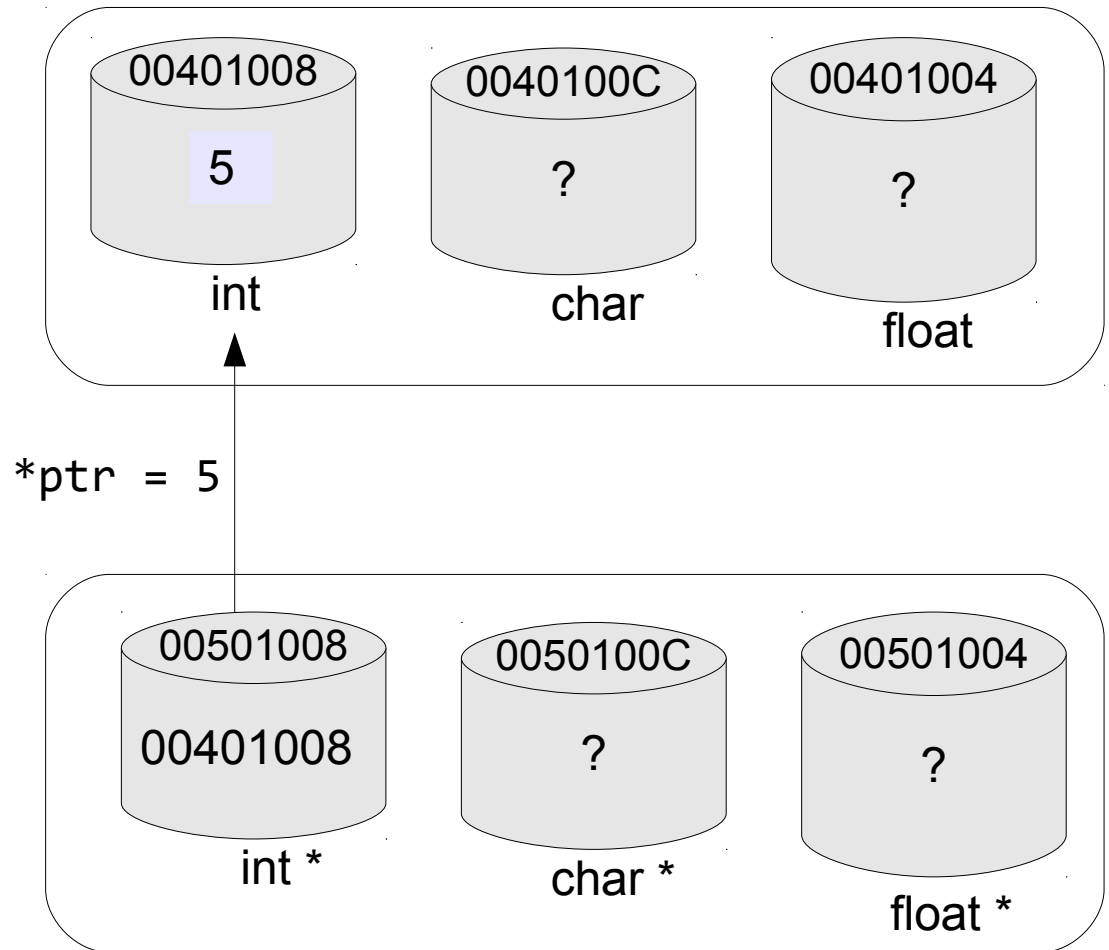 00401008
0040100C
00401004
5
?
?
int
char
float
*ptr = 5
00501008
0050100C
00501004
00401008
?
?
int *
char *
float *